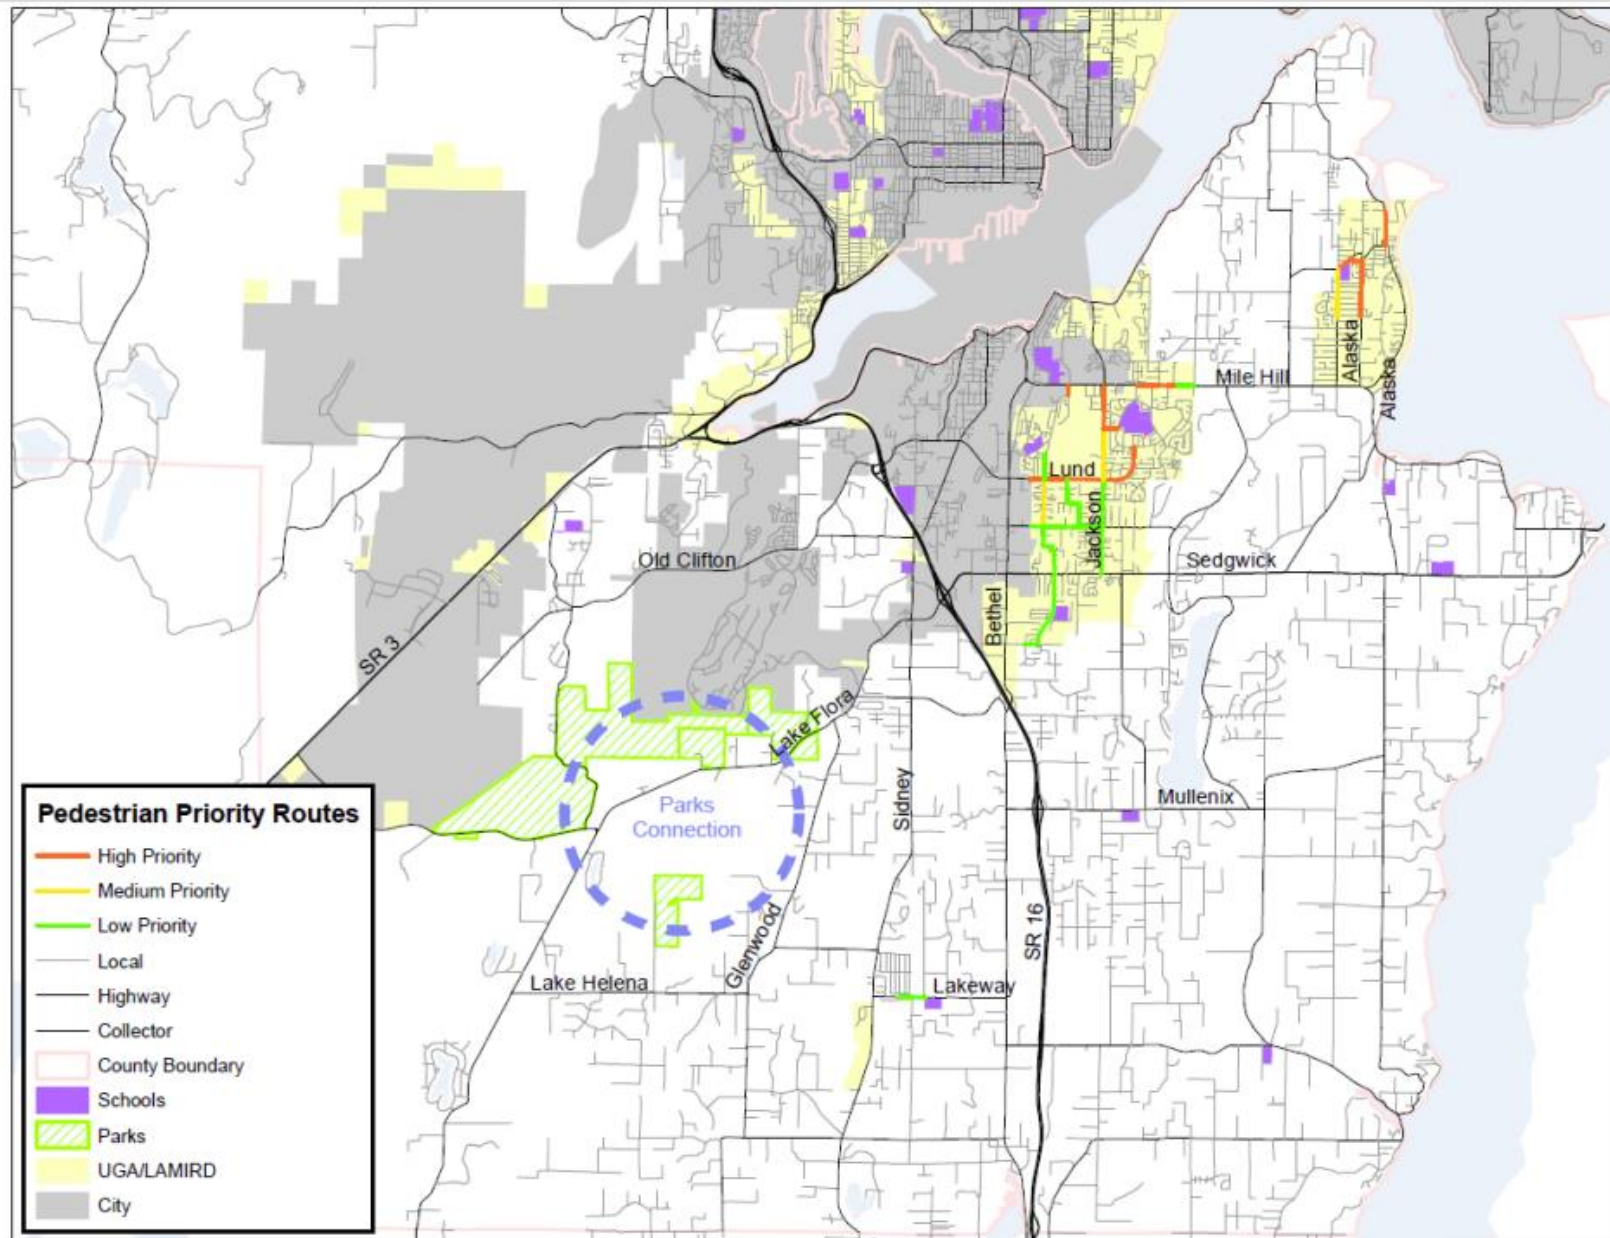 Alaska
Alaska
Mile Hill
Lund
Jackson
Old Clifton
Sedgwick
Bethel
SR 3
Lake Flora
Parks
Connection
Sidney
Mullenix
Glenwood
SR 16
Lake Helena
Lakeway
Pedestrian Priority Routes
High Priority
Medium Priority
Low Priority
Local
Highway
Collector
County Boundary
Schools
Parks
UGA/LAMIRD
City